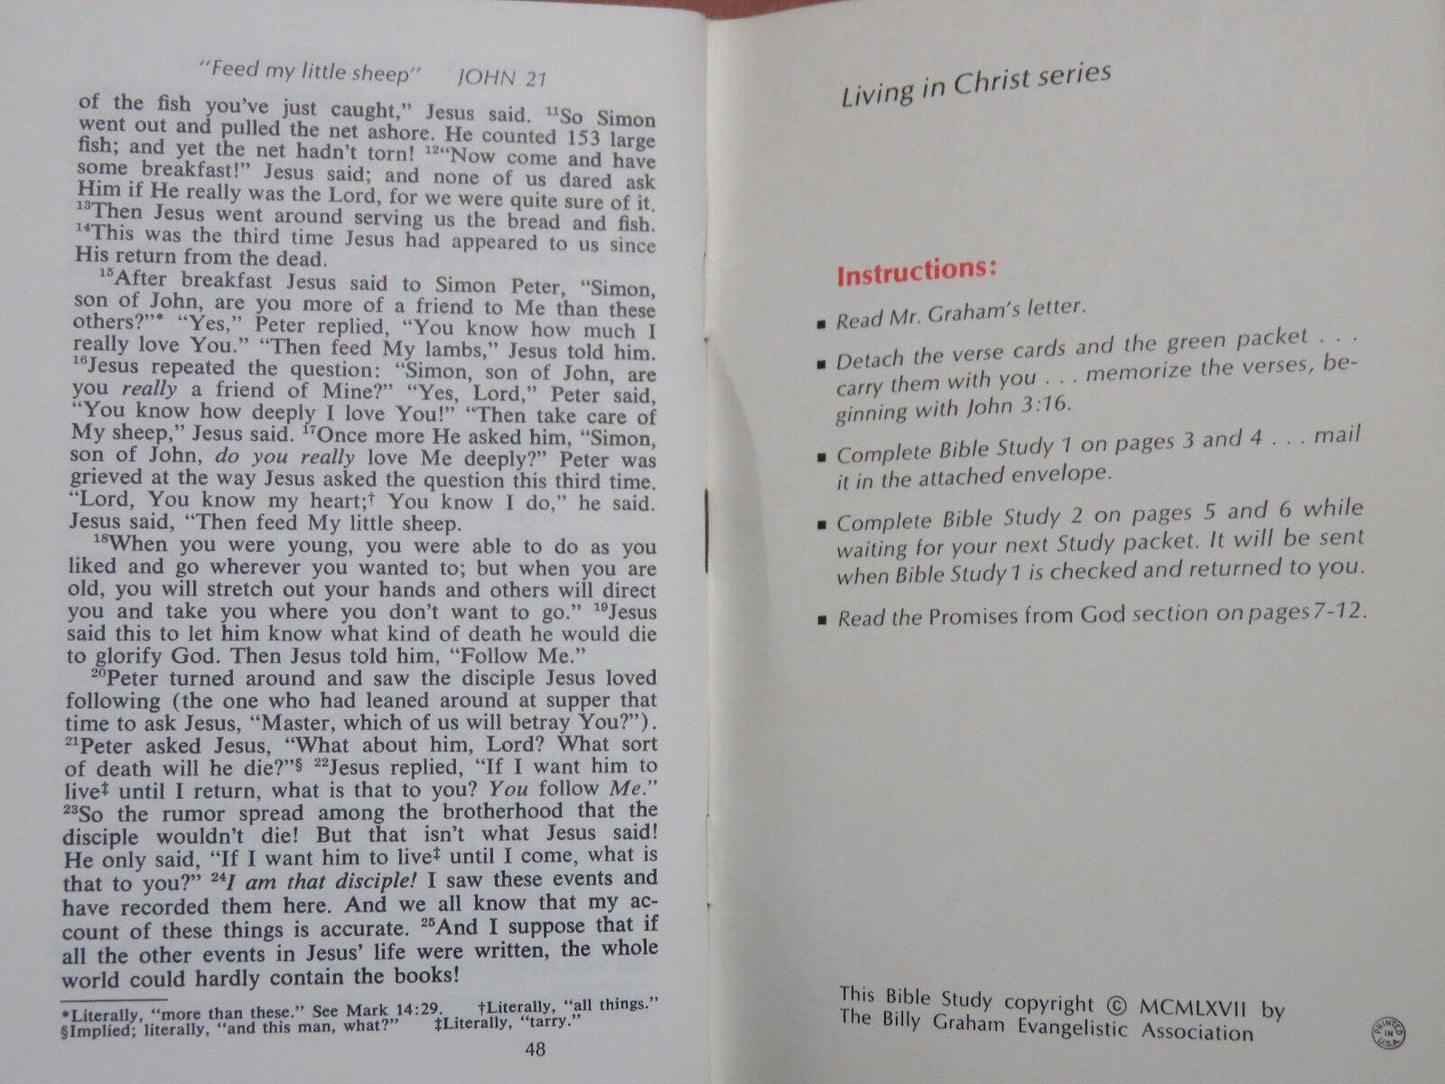 "Feed my little sheep" JOHN 21
of the fish you've just caught," Jesus said. ¹¹So Simon
went out and pulled the net ashore. He counted 153 large
fish; and yet the net hadn't torn! ¹²"Now come and have
some breakfast!" Jesus said; and none of us dared ask
Him if He really was the Lord, for we were quite sure of it.
¹³Then Jesus went around serving us the bread and fish.
¹⁴This was the third time Jesus had appeared to us since
His return from the dead.
¹⁵After breakfast Jesus said to Simon Peter, "Simon,
son of John, are you more of a friend to Me than these
others?"* "Yes," Peter replied, "You know how much I
really love You." "Then feed My lambs," Jesus told him.
¹⁶Jesus repeated the question: "Simon, son of John, are
you really a friend of Mine?" "Yes, Lord," Peter said,
"You know how deeply I love You!" "Then take care of
My sheep," Jesus said. ¹⁷Once more He asked him, "Simon,
son of John, do you really love Me deeply?" Peter was
grieved at the way Jesus asked the question this third time.
"Lord, You know my heart;† You know I do," he said.
Jesus said, "Then feed My little sheep.
¹⁸When you were young, you were able to do as you
liked and go wherever you wanted to; but when you are
old, you will stretch out your hands and others will direct
you and take you where you don't want to go." ¹⁹Jesus
said this to let him know what kind of death he would die
to glorify God. Then Jesus told him, "Follow Me."
²⁰Peter turned around and saw the disciple Jesus loved
following (the one who had leaned around at supper that
time to ask Jesus, "Master, which of us will betray You?").
²¹Peter asked Jesus, "What about him, Lord? What sort
of death will he die?"§ ²²Jesus replied, "If I want him to
live‡ until I return, what is that to you? You follow Me."
²³So the rumor spread among the brotherhood that the
disciple wouldn't die! But that isn't what Jesus said!
He only said, "If I want him to live‡ until I come, what is
that to you?" ²⁴I am that disciple! I saw these events and
have recorded them here. And we all know that my ac-
count of these things is accurate. ²⁵And I suppose that if
all the other events in Jesus' life were written, the whole
world could hardly contain the books!
*Literally, "more than these." See Mark 14:29. †Literally, "all things."
§Implied; literally, "and this man, what?" ‡Literally, "tarry."
48
Living in Christ series
Instructions:
■ Read Mr. Graham's letter.
■ Detach the verse cards and the green packet . . .
carry them with you . . . memorize the verses, be-
ginning with John 3:16.
■ Complete Bible Study 1 on pages 3 and 4 . . . mail
it in the attached envelope.
■ Complete Bible Study 2 on pages 5 and 6 while
waiting for your next Study packet. It will be sent
when Bible Study 1 is checked and returned to you.
■ Read the Promises from God section on pages 7-12.
This Bible Study copyright © MCMLXVII by
The Billy Graham Evangelistic Association
PRINTED
IN
U.S.A.